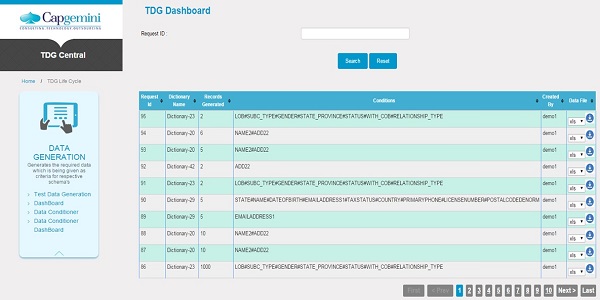 Capgemini
CONSULTING.TECHNOLOGY.OUTSOURCING
TDG Central
Home / TDG Life Cycle
DATA
GENERATION
Generates the required data
which is being given as
criteria for respective
schema's
Test Data Generation
DashBoard
Data Conditioner
Data Conditioner
DashBoard
TDG Dashboard
Request ID :
Search Reset
Request Id Dictionary Name Records Generated Conditions Created By Data File
95 Dictionary-23 2 LOB#SUBC_TYPE#GENDER#STATE_PROVINCE#STATUS#WITH_COB#RELATIONSHIP_TYPE demo1 xls
94 Dictionary-20 6 NAME2#ADD22 demo1 xls
93 Dictionary-20 5 NAME2#ADD22 demo1 xls
92 Dictionary-42 2 ADD22 demo1 xls
91 Dictionary-23 2 LOB#SUBC_TYPE#GENDER#STATE_PROVINCE#STATUS#WITH_COB#RELATIONSHIP_TYPE demo1 xls
90 Dictionary-29 5 STATE#NAME#DATEOFBIRTH#EMAILADDRESS1#TAXSTATUS#COUNTRY#PRIMARYPHONE#LICENSENUMBER#POSTALCODEDENORM demo1 xls
89 Dictionary-29 5 EMAILADDRESS1 demo1 xls
88 Dictionary-20 10 NAME2#ADD22 demo1 xls
87 Dictionary-20 10 NAME2#ADD22 demo1 xls
86 Dictionary-23 1000 LOB#SUBC_TYPE#GENDER#STATE_PROVINCE#STATUS#WITH_COB#RELATIONSHIP_TYPE demo1 xls
First < Prev 1 2 3 4 5 6 7 8 9 10 Next > Last